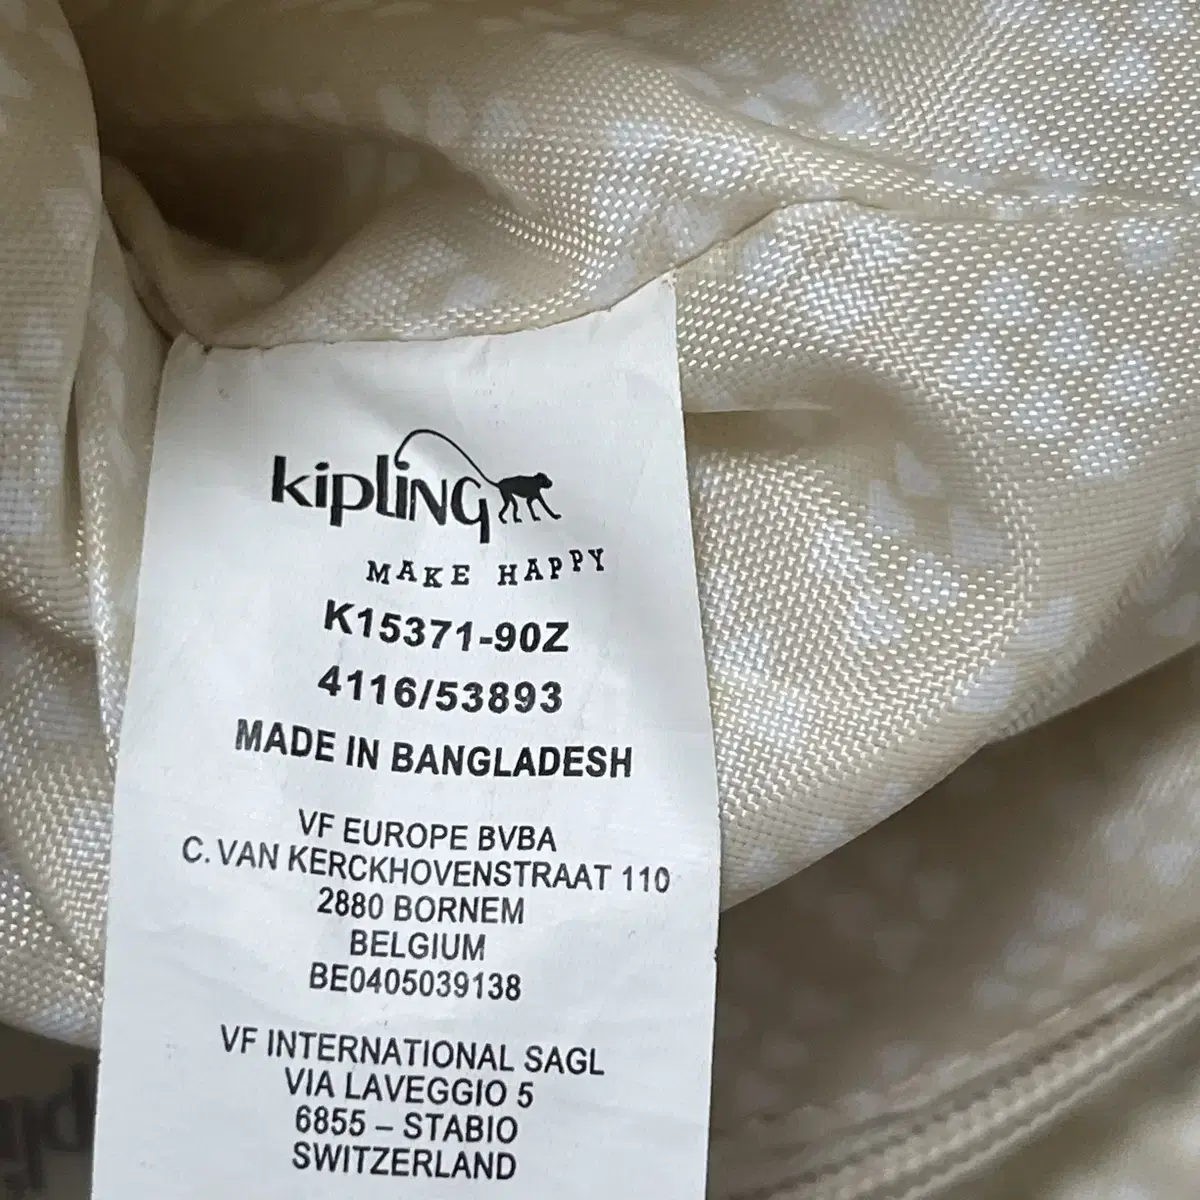 kipling
MAKE HAPPY
K15371-90Z
4116/53893
MADE IN BANGLADESH
VF EUROPE BVBA
C. VAN KERCKHOVENSTRAAT 110
2880 BORNEM
BELGIUM
BE0405039138
VF INTERNATIONAL SAGL
VIA LAVEGGIO 5
6855 – STABIO
SWITZERLAND